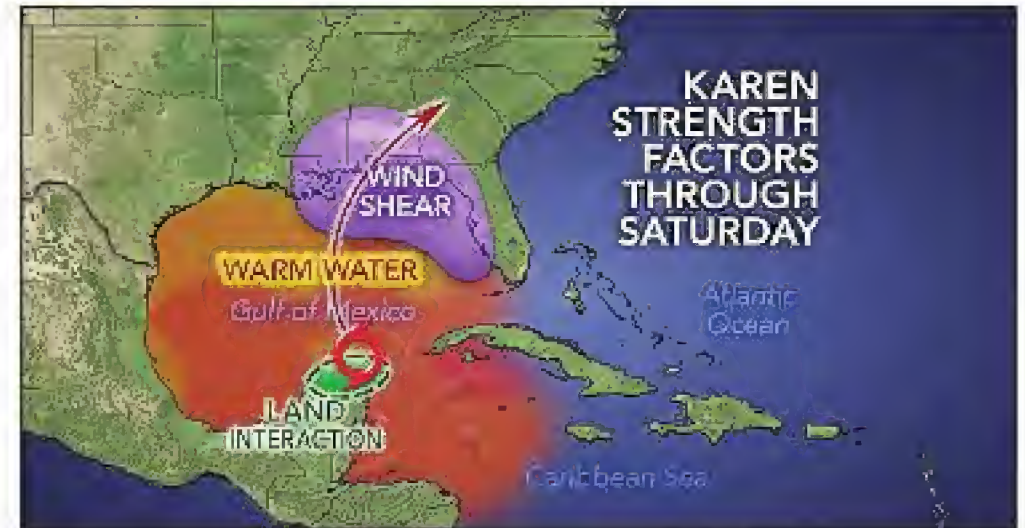 KAREN
STRENGTH
FACTORS
THROUGH
SATURDAY
WIND
SHEAR
WARM WATER
Gulf of Mexico
Atlantic
Ocean
LAND
INTERACTION
Caribbean Sea